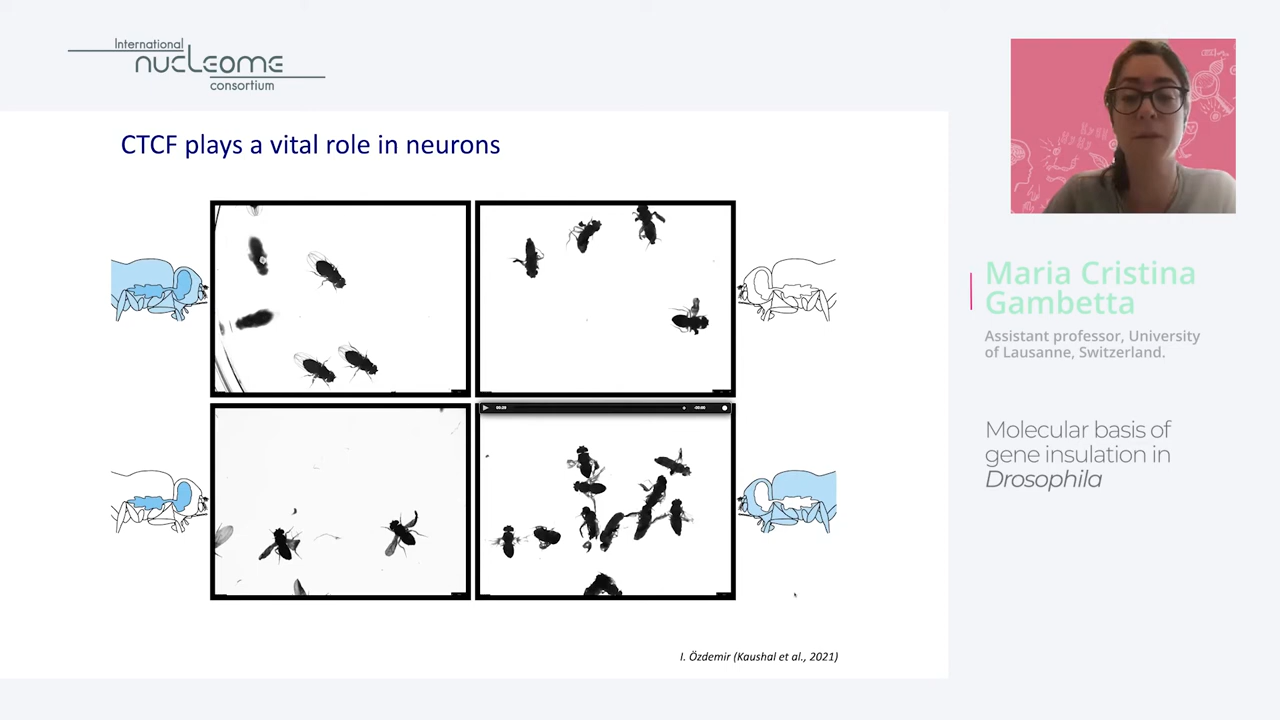 International
nucleome
consortium
CTCF plays a vital role in neurons
Maria Cristina
Gambetta
Assistant professor, University
of Lausanne, Switzerland.
Molecular basis of
gene insulation in
Drosophila
I. Özdemir (Kaushal et al., 2021)